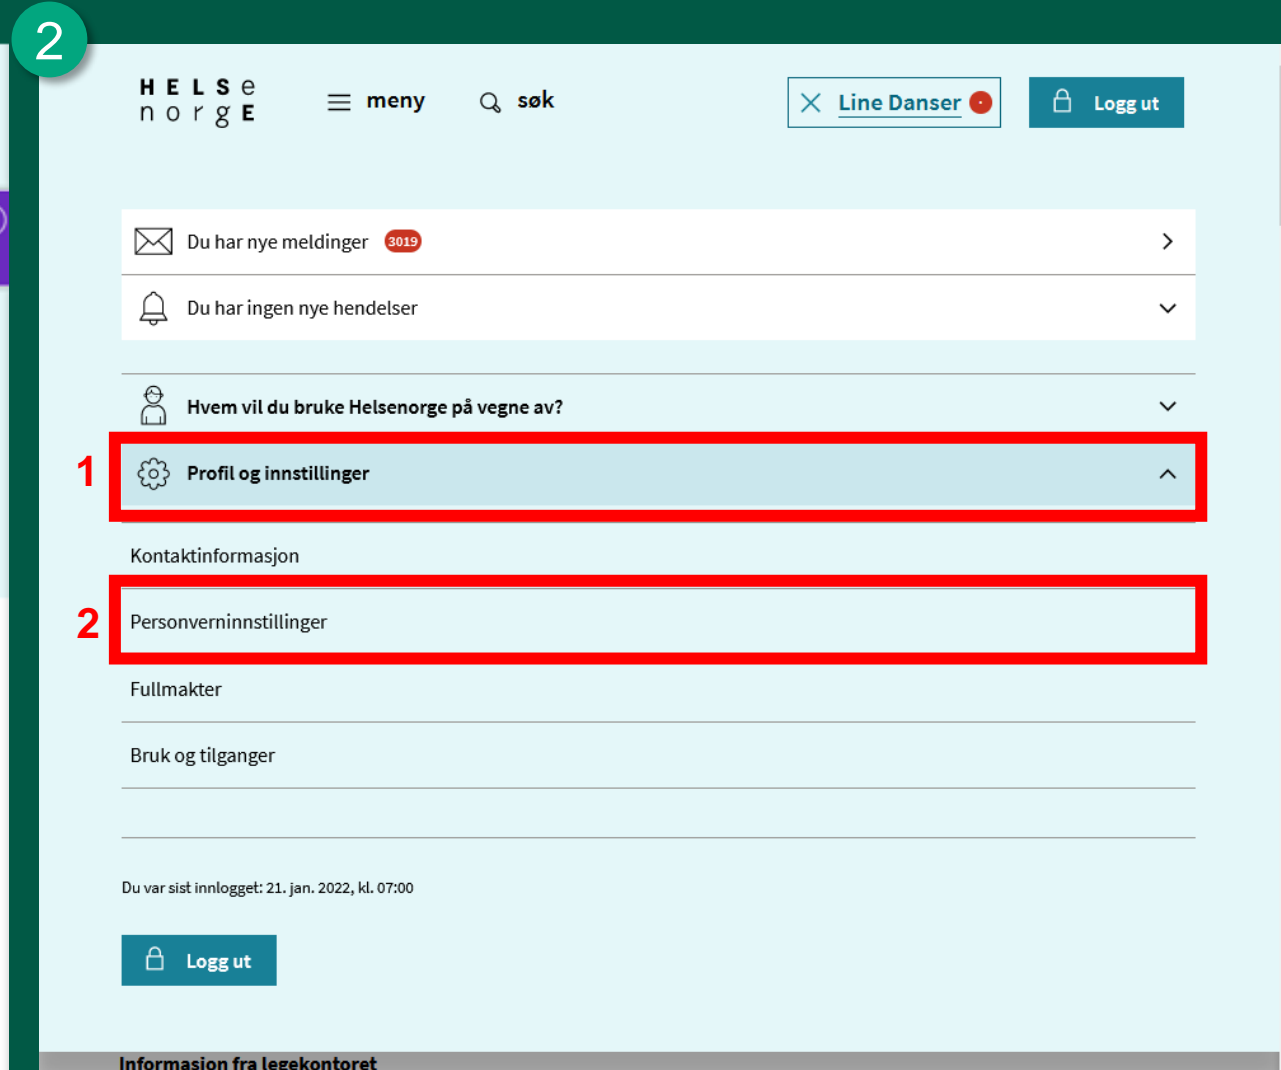 2
HELSe
norgE
meny
søk
Line Danser
Logg ut
Du har nye meldinger 3019
Du har ingen nye hendelser
Hvem vil du bruke Helsenorge på vegne av?
1
Profil og innstillinger
Kontaktinformasjon
2
Personverninnstillinger
Fullmakter
Bruk og tilganger
Du var sist innlogget: 21. jan. 2022, kl. 07:00
Logg ut
Informasjon fra legekontoret